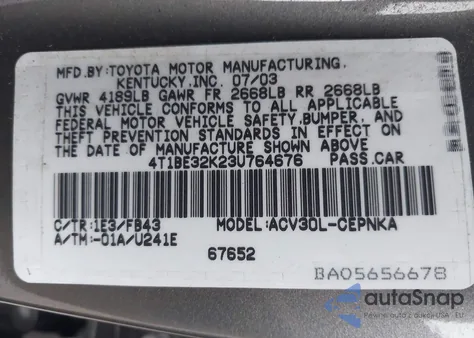 MFD.BY:TOYOTA MOTOR MANUFACTURING,
KENTUCKY,INC. 07/03
GVWR 4189LB GAWR FR 2668LB RR 2668LB
THIS VEHICLE CONFORMS TO ALL APPLICABLE
FEDERAL MOTOR VEHICLE SAFETY,BUMPER, AND
THEFT PREVENTION STANDARDS IN EFFECT ON
THE DATE OF MANUFACTURE SHOWN ABOVE
4T1BE32K23U764676 PASS.CAR
C/TR:1E3/FB43 MODEL:ACV30L-CEPNKA
A/TM:-01A/U241E
67652
BA05656678
autoSnap